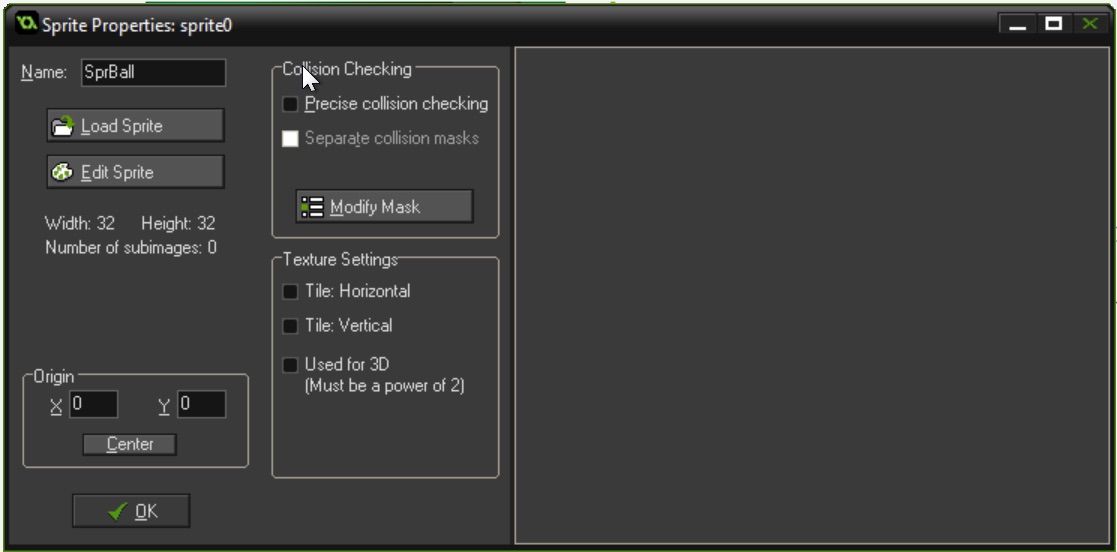 Sprite Properties: sprite0
Name: SprBall
Load Sprite
Edit Sprite
Width: 32 Height: 32
Number of subimages: 0
Origin
X 0 Y 0
Center
OK
Collision Checking
Precise collision checking
Separate collision masks
Modify Mask
Texture Settings
Tile: Horizontal
Tile: Vertical
Used for 3D
(Must be a power of 2)